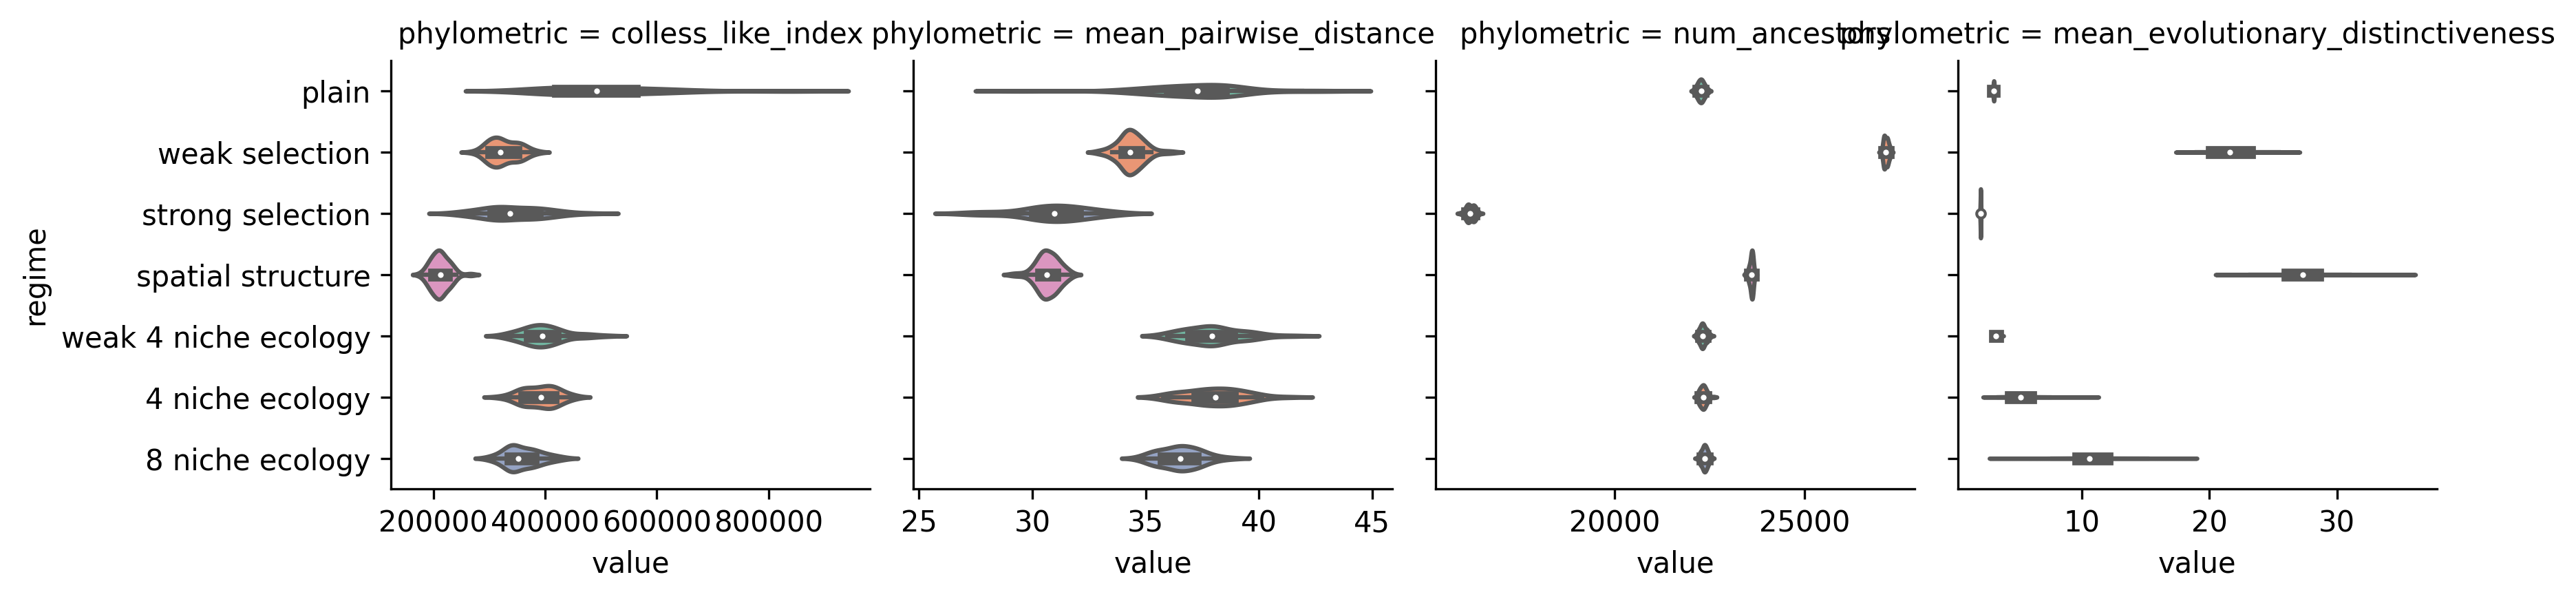 phylometric = colless_like_index
phylometric = mean_pairwise_distance
phylometric = num_ancestors
phylometric = mean_evolutionary_distinctiveness
regime
plain
weak selection
strong selection
spatial structure
weak 4 niche ecology
4 niche ecology
8 niche ecology
200000 400000 600000 800000
value
25 30 35 40 45
value
20000 25000
value
10 20 30
value